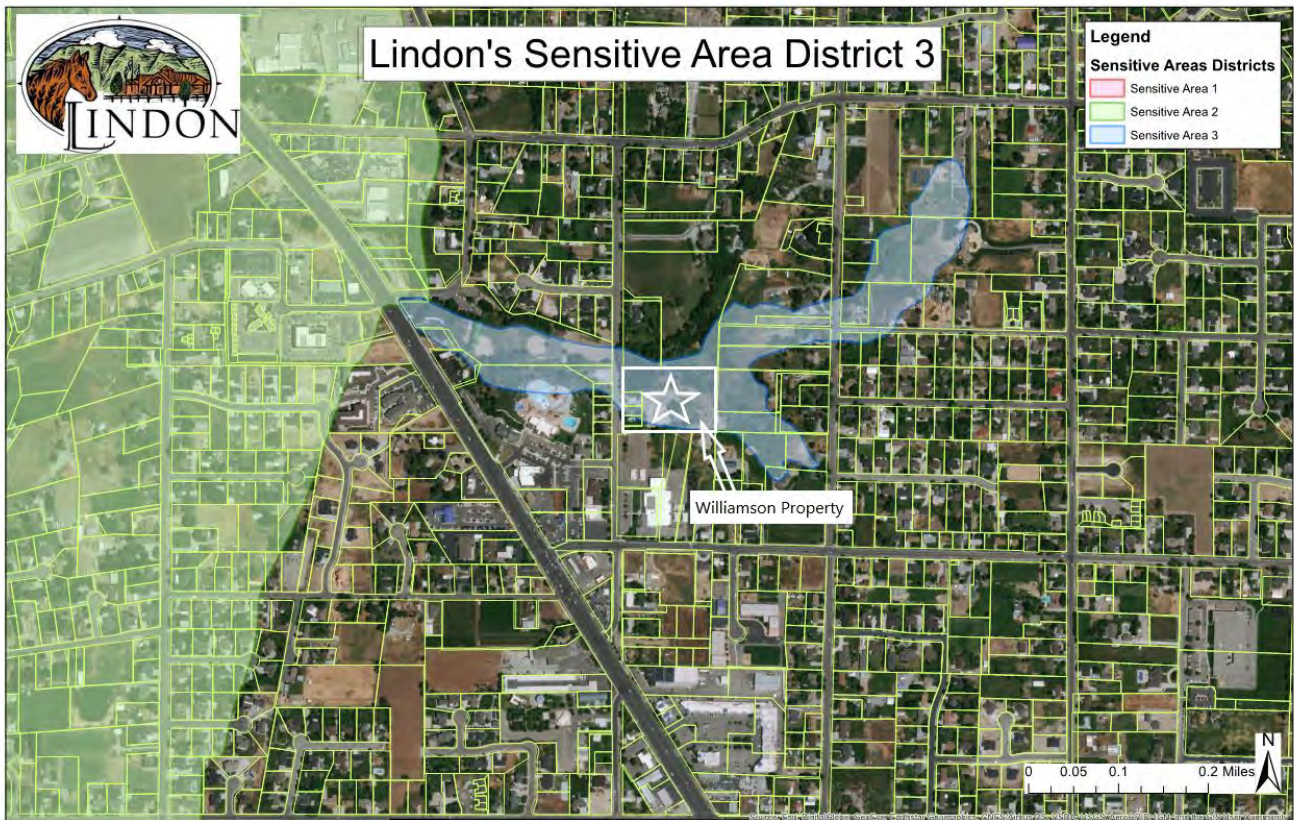 LINDON
Lindon's Sensitive Area District 3
Legend
Sensitive Areas Districts
Sensitive Area 1
Sensitive Area 2
Sensitive Area 3
Williamson Property
N
0 0.05 0.1 0.2 Miles